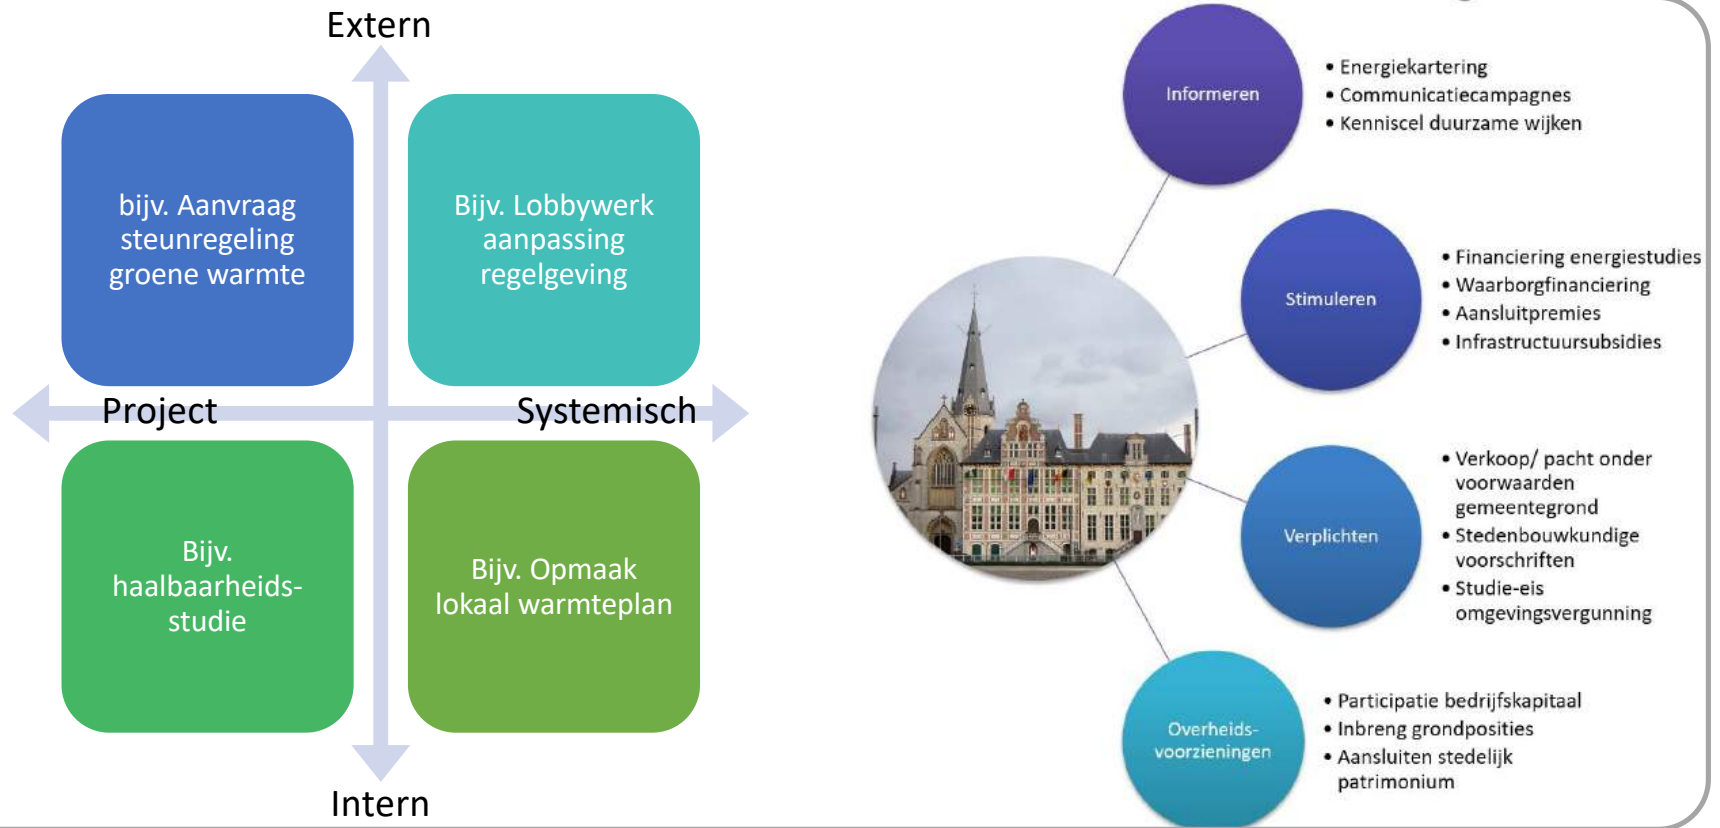 Extern
bijv. Aanvraag
steunregeling
groene warmte
Bijv. Lobbywerk
aanpassing
regelgeving
Project
Systemisch
Bijv.
haalbaarheids-
studie
Bijv. Opmaak
lokaal warmteplan
Intern
Informeren
• Energiekartering
• Communicatiecampagnes
• Kenniscel duurzame wijken
Stimuleren
• Financiering energiestudies
• Waarborgfinanciering
• Aansluitpremies
• Infrastructuursubsidies
Verplichten
• Verkoop/ pacht onder
voorwaarden
gemeentegrond
• Stedenbouwkundige
voorschriften
• Studie-eis
omgevingsvergunning
Overheids-
voorzieningen
• Participatie bedrijfskapitaal
• Inbreng grondposities
• Aansluiten stedelijk
patrimonium